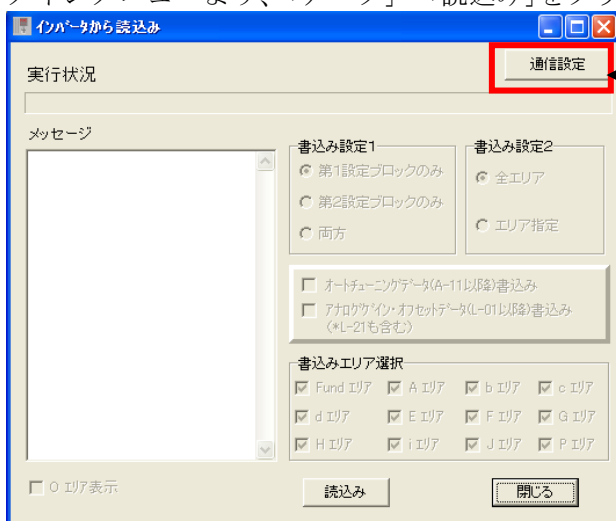 インバータから読込み
実行状況
通信設定
メッセージ
書込み設定1
第1設定ブロックのみ
第2設定ブロックのみ
両方
書込み設定2
全エリア
エリア指定
オートチューニングデータ(A-11以降)書込み
アナログゲイン・オフセットデータ(L-01以降)書込み
(*L-21も含む)
書込みエリア選択
Fund エリア A エリア b エリア c エリア
d エリア E エリア F エリア G エリア
H エリア i エリア J エリア P エリア
O エリア表示
読込み
閉じる